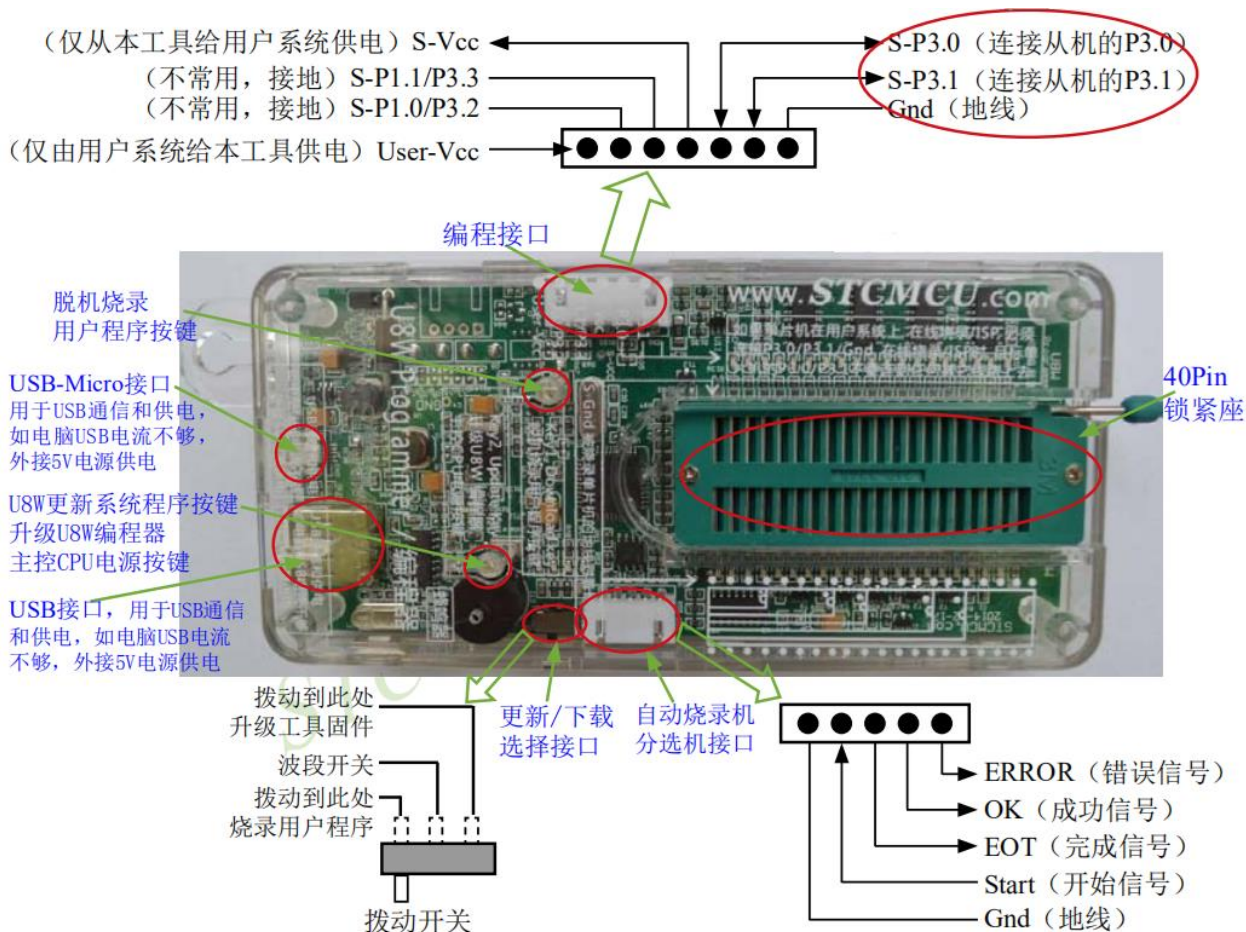 （仅从本工具给用户系统供电）S-Vcc
（不常用，接地）S-P1.1/P3.3
（不常用，接地）S-P1.0/P3.2
（仅由用户系统给本工具供电）User-Vcc
S-P3.0（连接从机的P3.0）
S-P3.1（连接从机的P3.1）
Gnd（地线）
编程接口
脱机烧录
用户程序按键
USB-Micro接口
用于USB通信和供电，
如电脑USB电流不够，
外接5V电源供电
U8W更新系统程序按键
升级U8W编程器
主控CPU电源按键
USB接口，用于USB通信
和供电，如电脑USB电流
不够，外接5V电源供电
www.STCMCU.com
U8W Programmer/编程器
40Pin
锁紧座
拨动到此处
升级工具固件
波段开关
拨动到此处
烧录用户程序
拨动开关
更新/下载
选择接口
自动烧录机
分选机接口
ERROR（错误信号）
OK（成功信号）
EOT（完成信号）
Start（开始信号）
Gnd（地线）